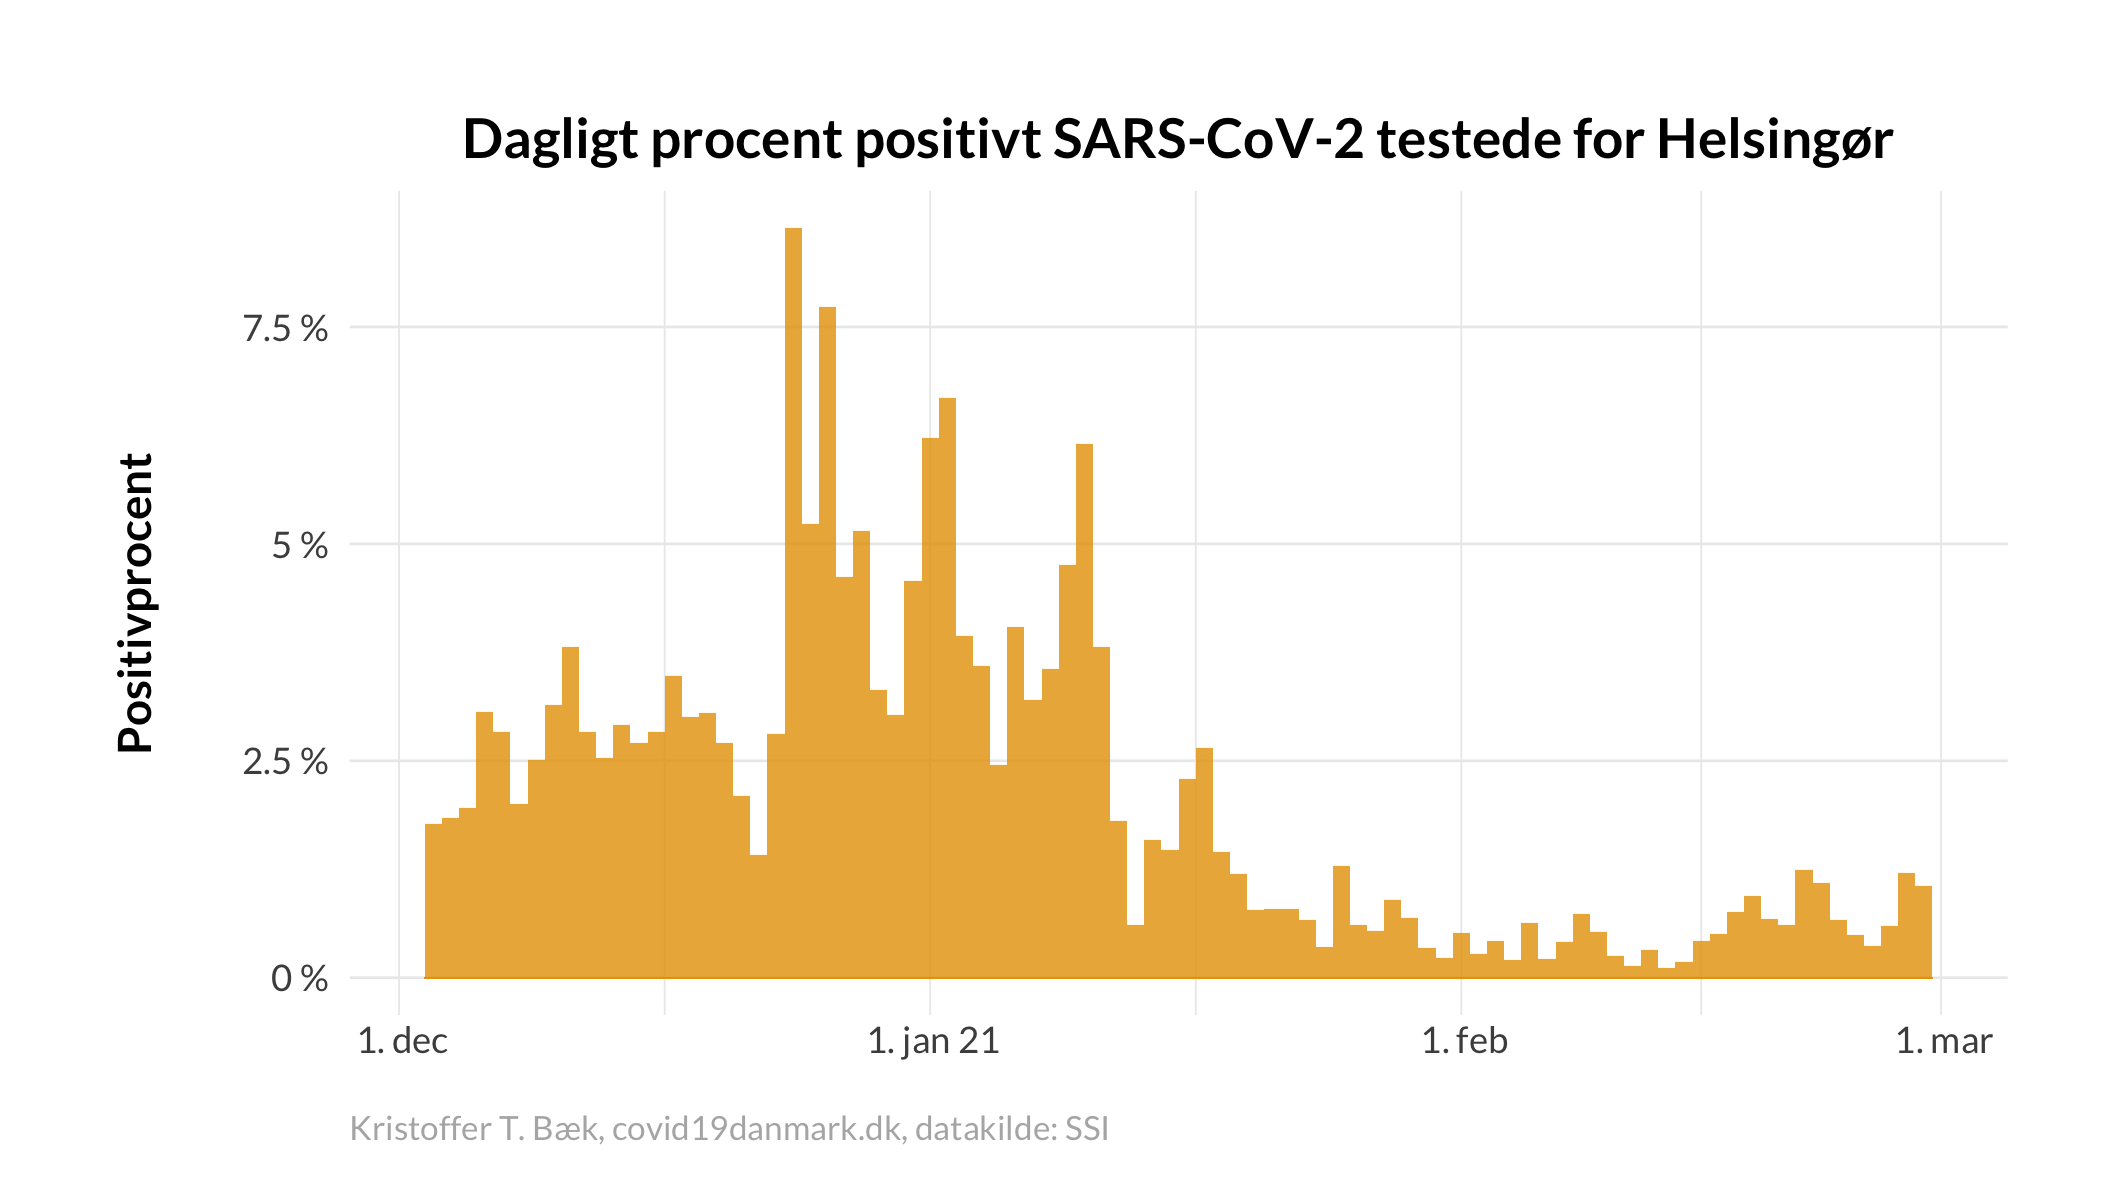 Dagligt procent positivt SARS-CoV-2 testede for Helsingør
Positivprocent
7.5 %
5 %
2.5 %
0 %
1. dec
1. jan 21
1. feb
1. mar
Kristoffer T. Bæk, covid19danmark.dk, datakilde: SSI